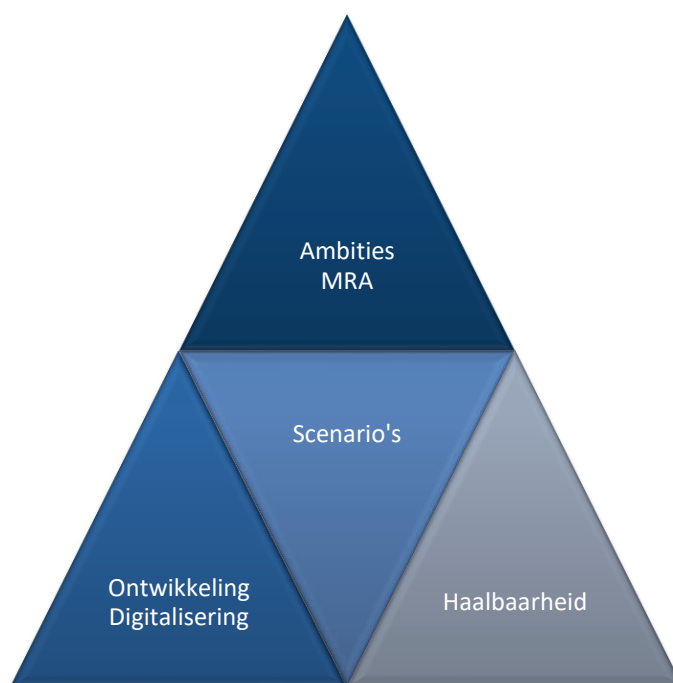 Ambities
MRA
Scenario's
Ontwikkeling
Digitalisering
Haalbaarheid